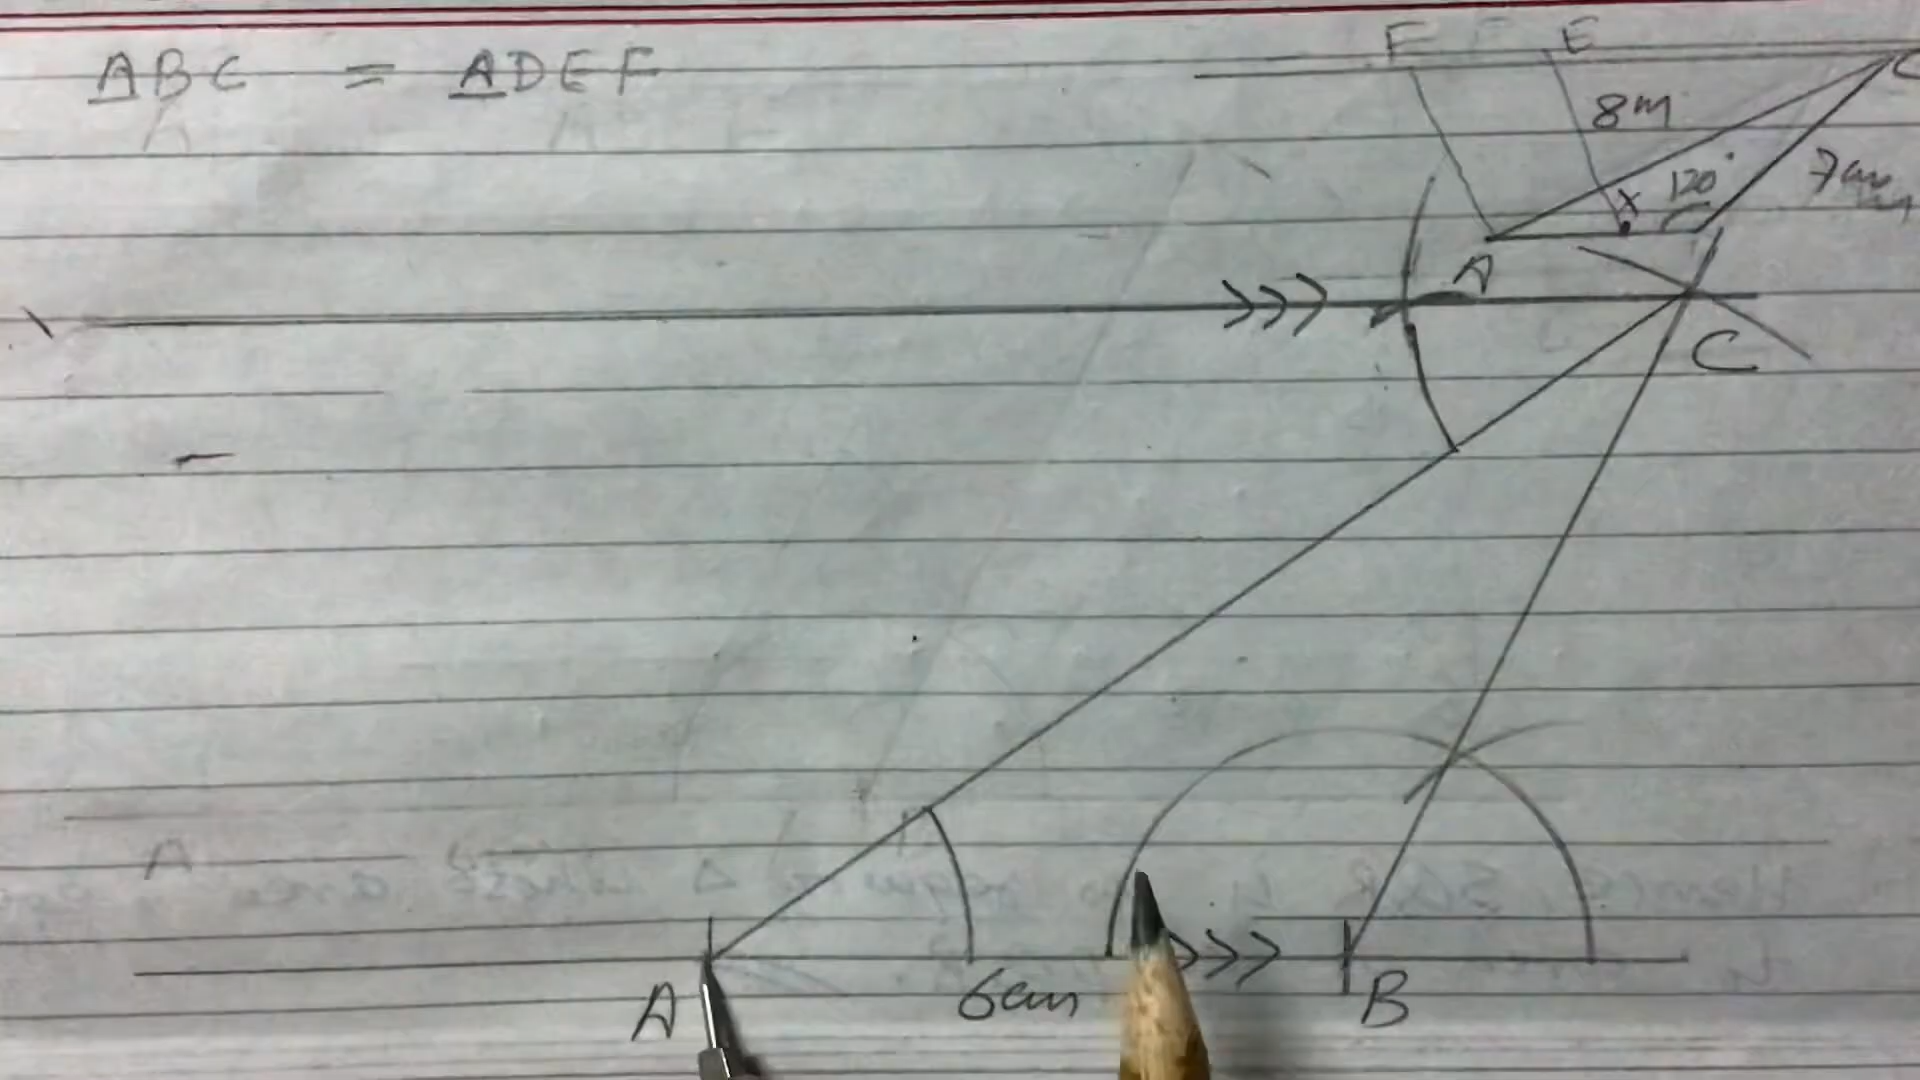 ABC = ADEF
F E C
8m
x 120°
7cm
A
C
A 6cm B